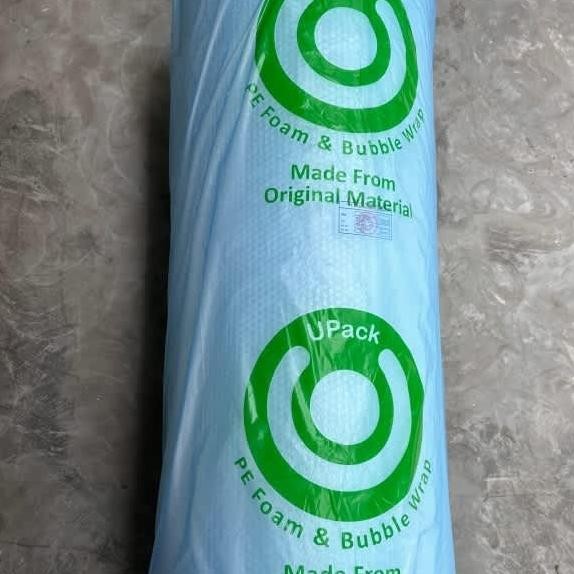 PE Foam & Bubble Wrap
Made From
Original Material
UPack
PE Foam & Bubble Wrap
Made From